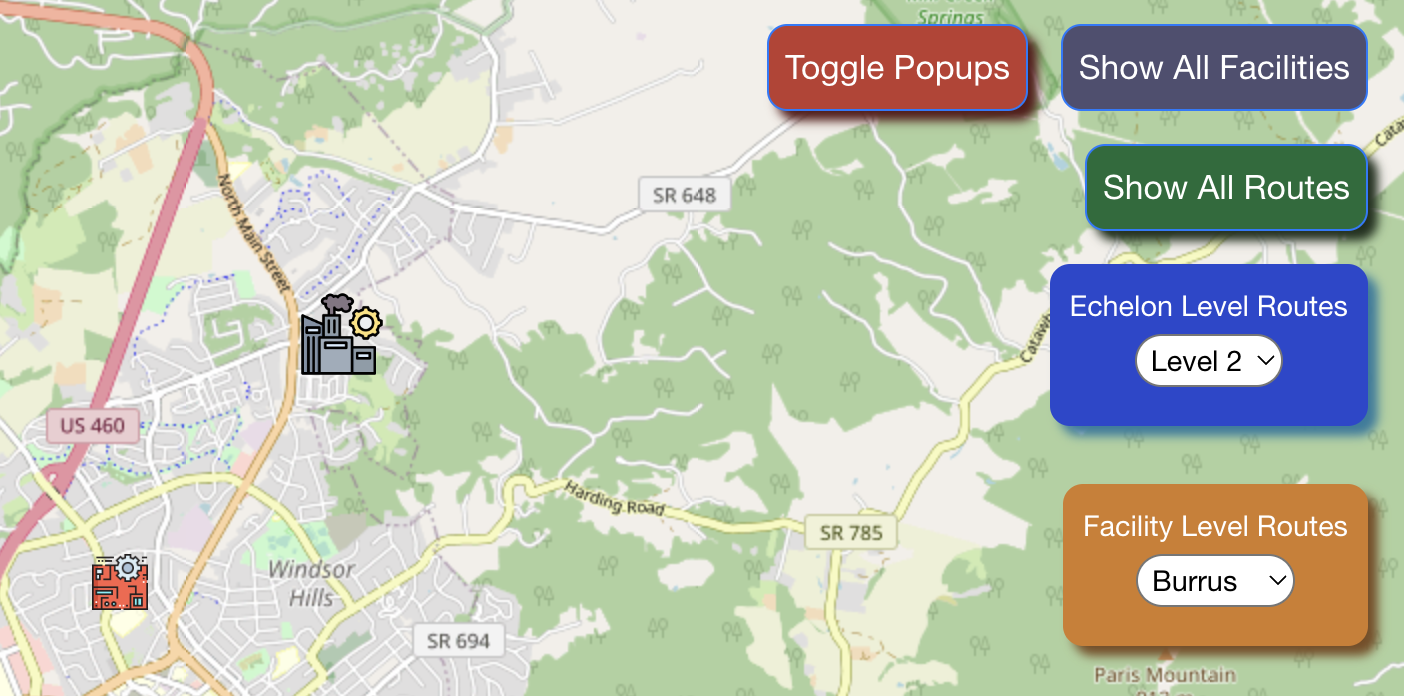 Springs
Toggle Popups
Show All Facilities
SR 648
Show All Routes
North Main Street
Echelon Level Routes
Level 2
US 460
Harding Road
SR 785
Facility Level Routes
Burrus
Windsor
Hills
SR 694
Paris Mountain